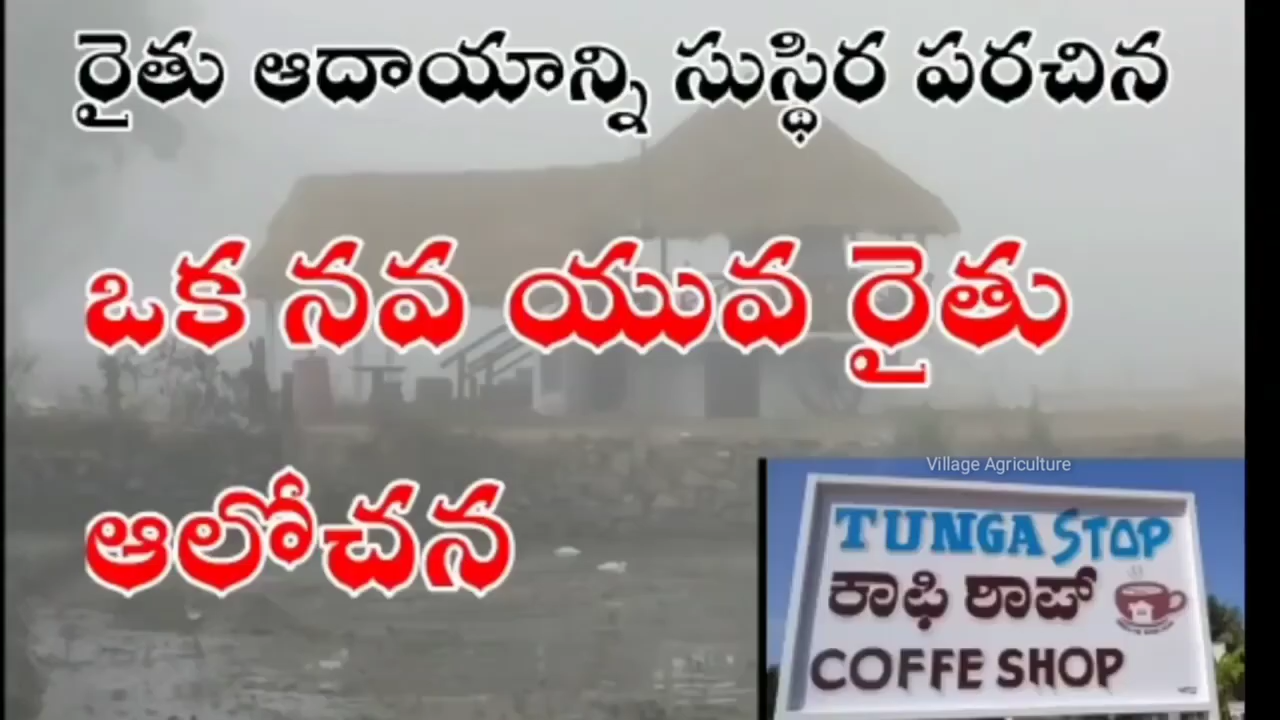 రైతు ఆదాయాన్ని సుస్థిర పరచిన
ఒక నవ యువ రైతు
ఆలోచన
Village Agriculture
TUNGA STOP
ಕಾಫಿ ಶಾಪ್
COFFE SHOP